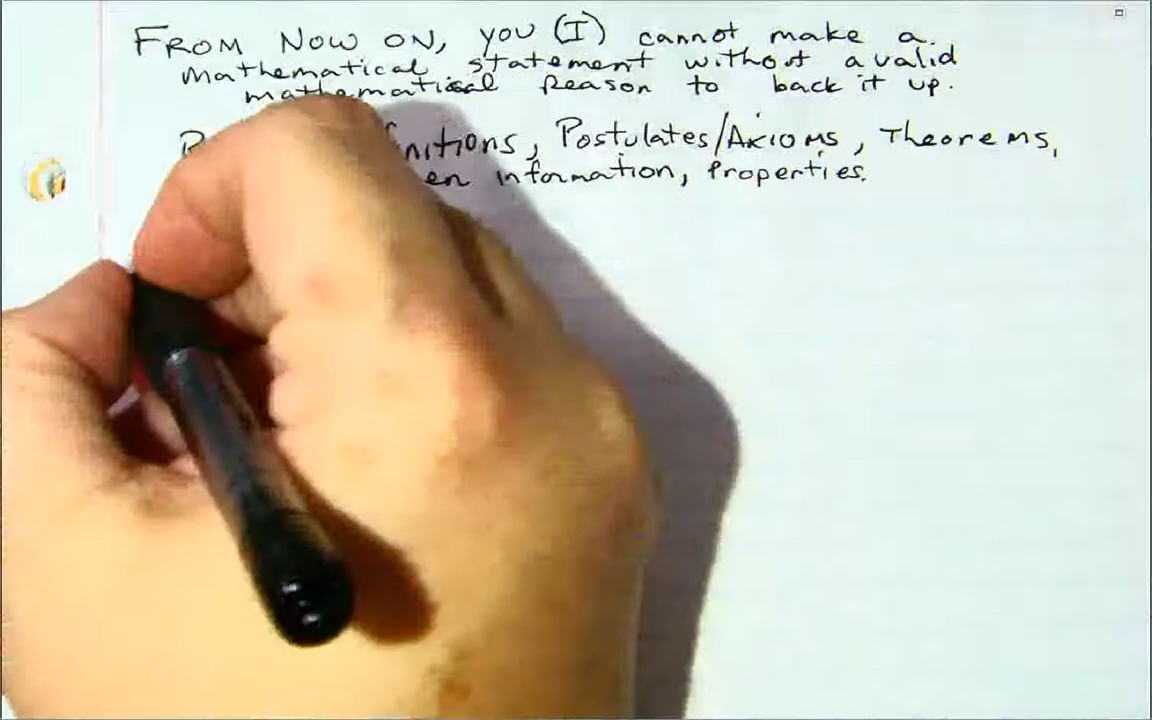 FROM NOW ON, you (I) cannot make a
mathematical statement without a valid
mathematical reason to back it up.
nitions, Postulates/Axioms, Theorems,
en information, Properties.